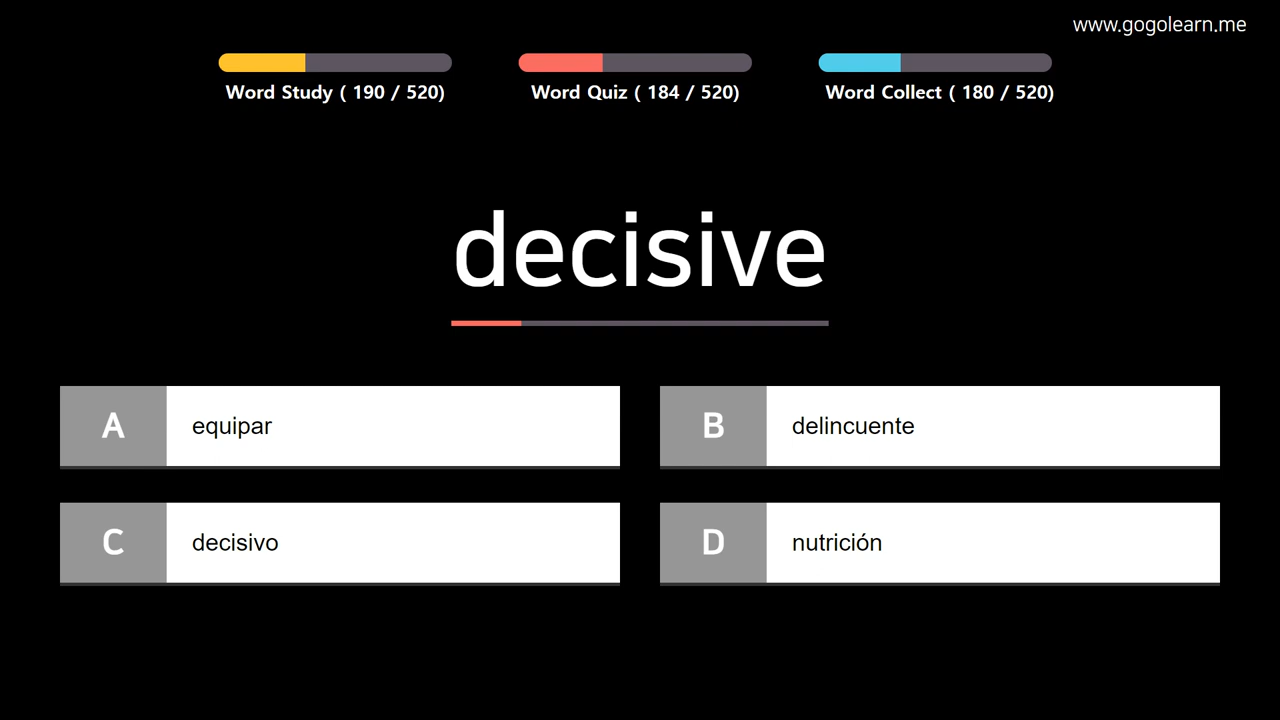 www.gogolearn.me
Word Study ( 190 / 520)
Word Quiz ( 184 / 520)
Word Collect ( 180 / 520)
decisive
A equipar
B delincuente
C decisivo
D nutrición